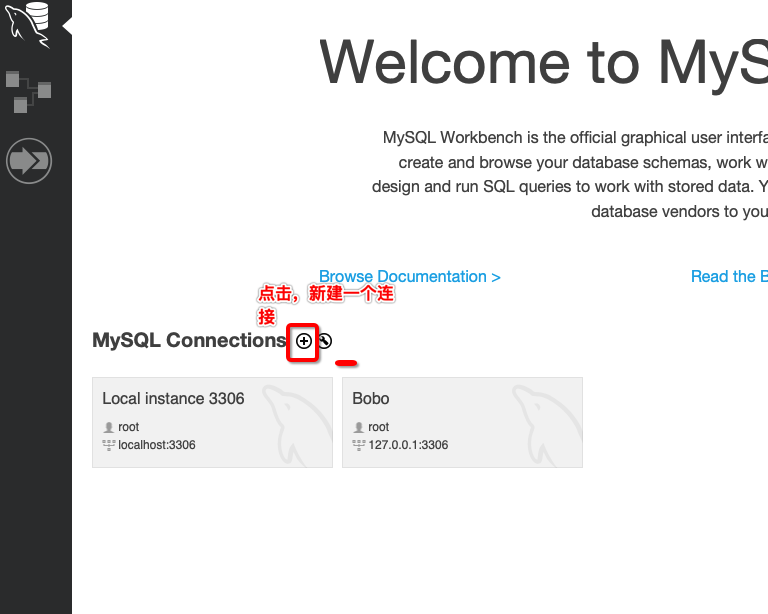 Welcome to MyS
MySQL Workbench is the official graphical user interfa
create and browse your database schemas, work w
design and run SQL queries to work with stored data. Y
database vendors to you
Browse Documentation >
Read the B
点击，新建一个连
接
MySQL Connections
Local instance 3306
root
localhost:3306
Bobo
root
127.0.0.1:3306